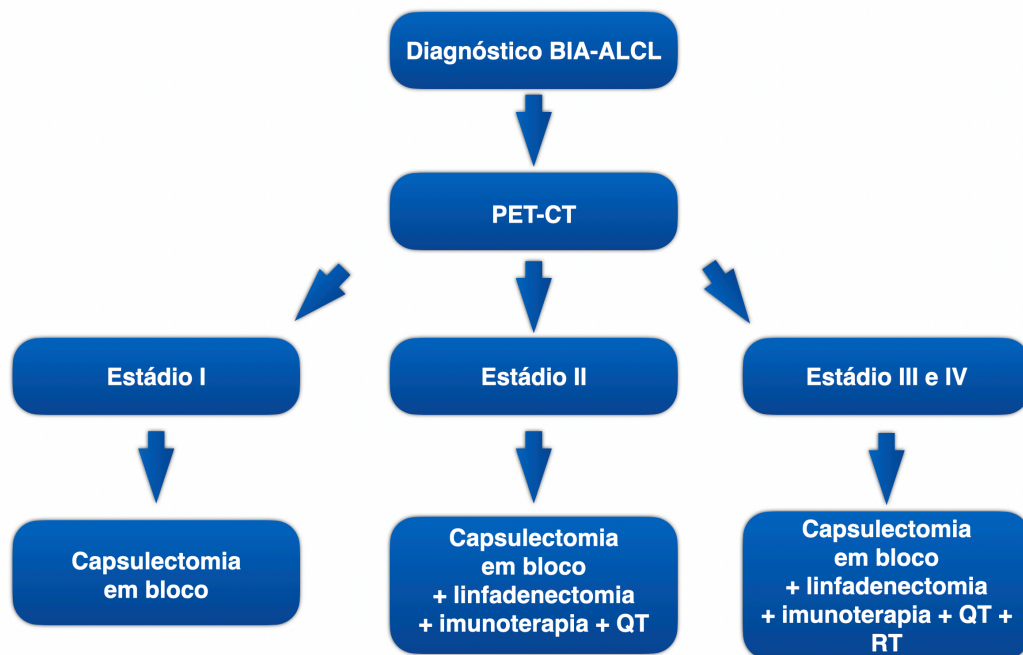 Diagnóstico BIA-ALCL
PET-CT
Estádio I
Estádio II
Estádio III e IV
Capsulectomia
em bloco
Capsulectomia
em bloco
+ linfadenectomia
+ imunoterapia + QT
Capsulectomia
em bloco
+ linfadenectomia
+ imunoterapia + QT +
RT